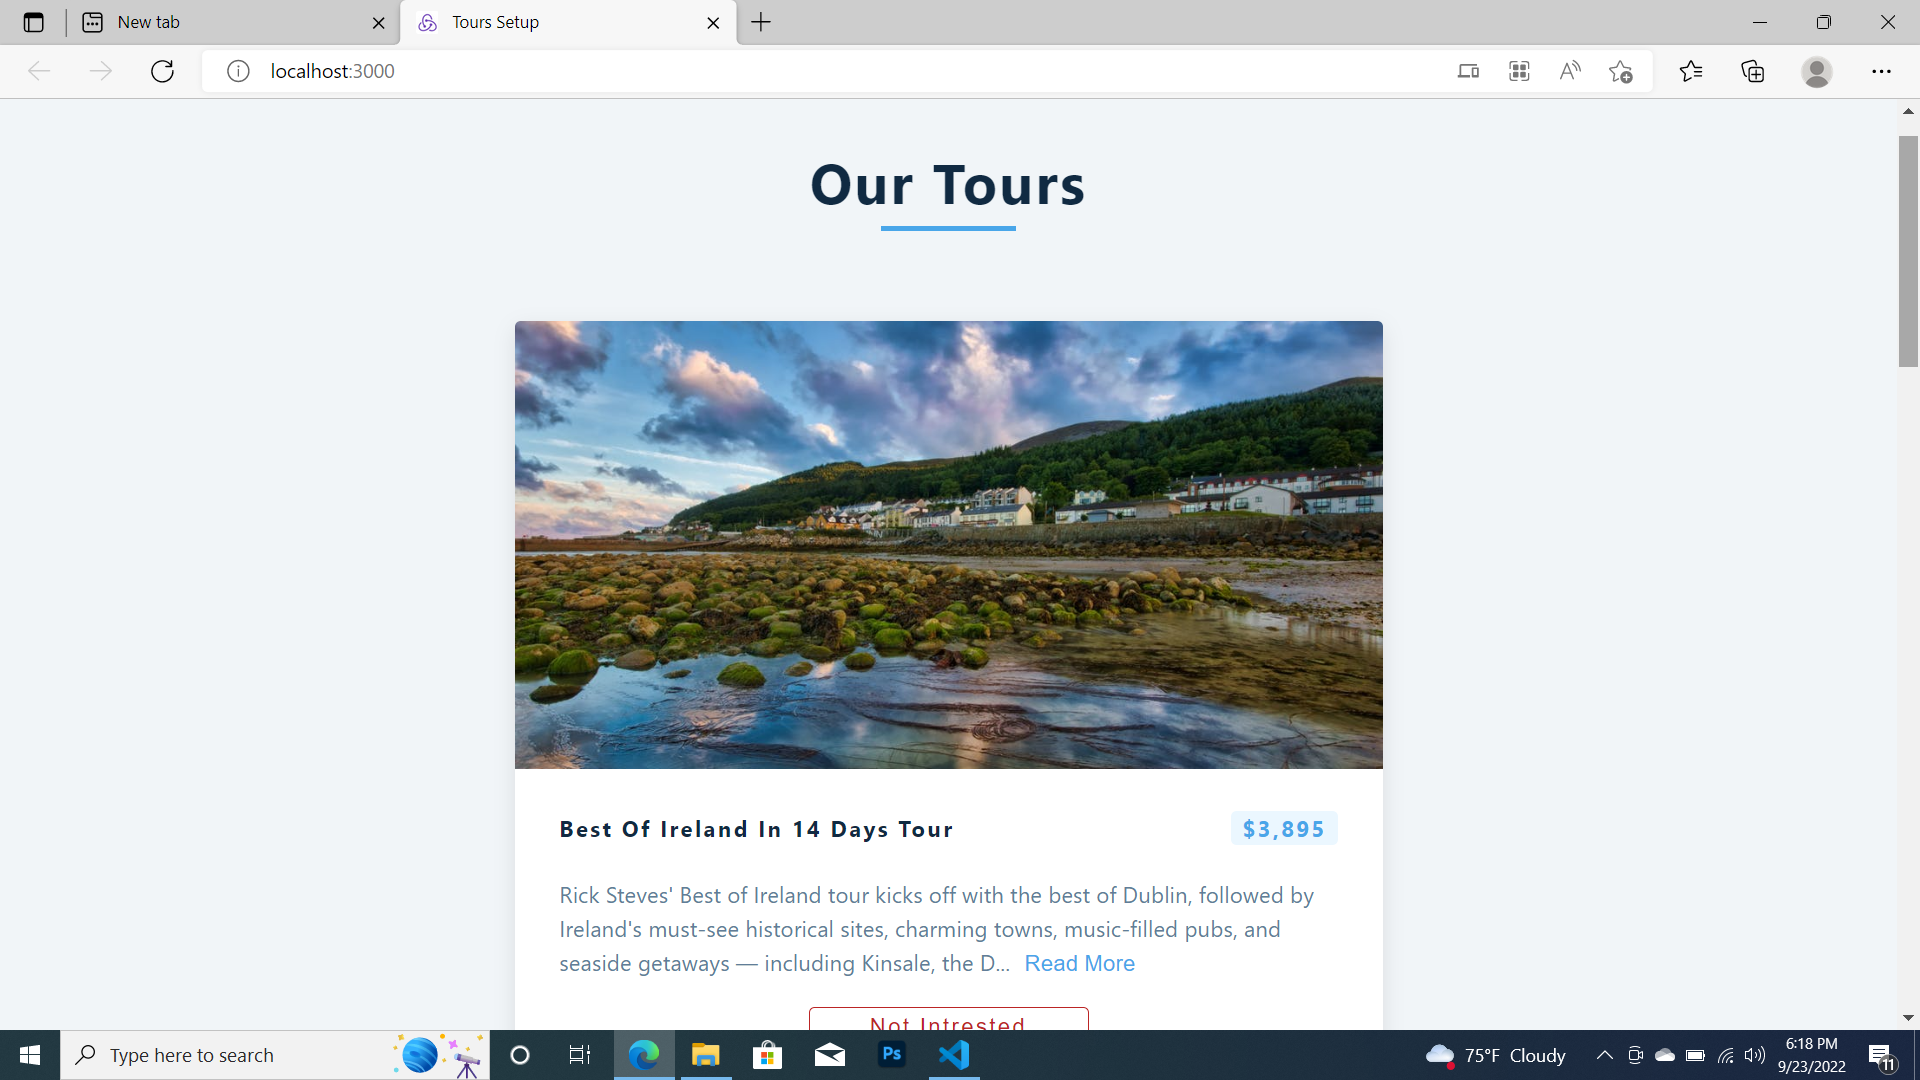 New tab
Tours Setup
localhost:3000
Our Tours
Best Of Ireland In 14 Days Tour
$3,895
Rick Steves' Best of Ireland tour kicks off with the best of Dublin, followed by
Ireland's must-see historical sites, charming towns, music-filled pubs, and
seaside getaways — including Kinsale, the D... Read More
Not Intrested
Type here to search
Ps
75°F Cloudy
6:18 PM
9/23/2022
11